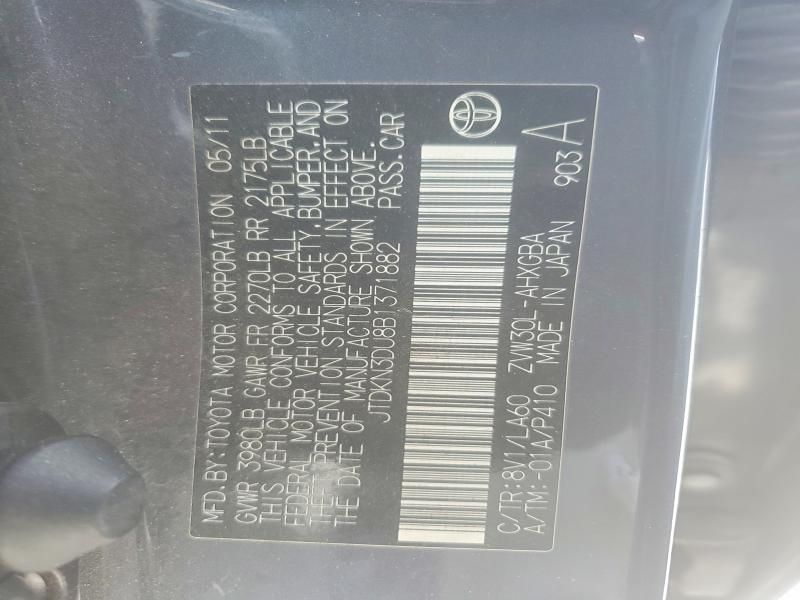 MFD.BY:TOYOTA MOTOR CORPORATION 05/11
GVWR 3980LB GAWR FR 2270LB RR 2175LB
THIS VEHICLE CONFORMS TO ALL APPLICABLE
FEDERAL MOTOR VEHICLE SAFETY,BUMPER,AND
THEFT PREVENTION STANDARDS IN EFFECT ON
THE DATE OF MANUFACTURE SHOWN ABOVE.
JTDKN3DU8B1371882 PASS.CAR
C/TR:8V1/LA60 ZVW30L-AHXGBA
A/TM:-01A/P410 MADE IN JAPAN 903 A